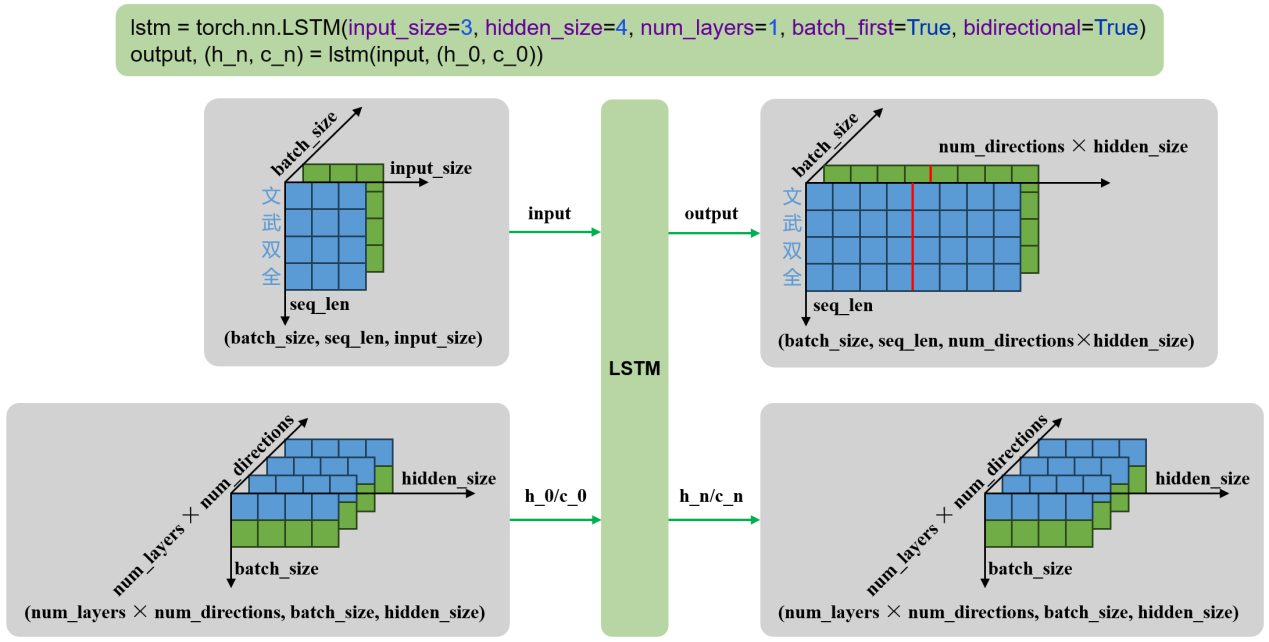 lstm = torch.nn.LSTM(input_size=3, hidden_size=4, num_layers=1, batch_first=True, bidirectional=True)
output, (h_n, c_n) = lstm(input, (h_0, c_0))
batch_size
input_size
文
武
双
全
seq_len
(batch_size, seq_len, input_size)
input
LSTM
output
batch_size
num_directions × hidden_size
文
武
双
全
seq_len
(batch_size, seq_len, num_directions×hidden_size)
num_layers × num_directions
hidden_size
batch_size
(num_layers × num_directions, batch_size, hidden_size)
h_0/c_0
h_n/c_n
num_layers × num_directions
hidden_size
batch_size
(num_layers × num_directions, batch_size, hidden_size)